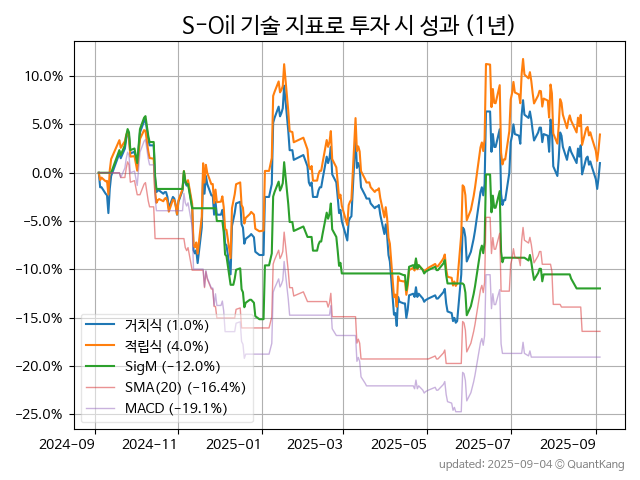 S-Oil 기술 지표로 투자 시 성과 (1년)
10.0%
5.0%
0.0%
−5.0%
−10.0%
−15.0%
−20.0%
−25.0%
거치식 (1.0%)
적립식 (4.0%)
SigM (−12.0%)
SMA(20) (−16.4%)
MACD (−19.1%)
2024-09 2024-11 2025-01 2025-03 2025-05 2025-07 2025-09
updated: 2025-09-04 © QuantKang